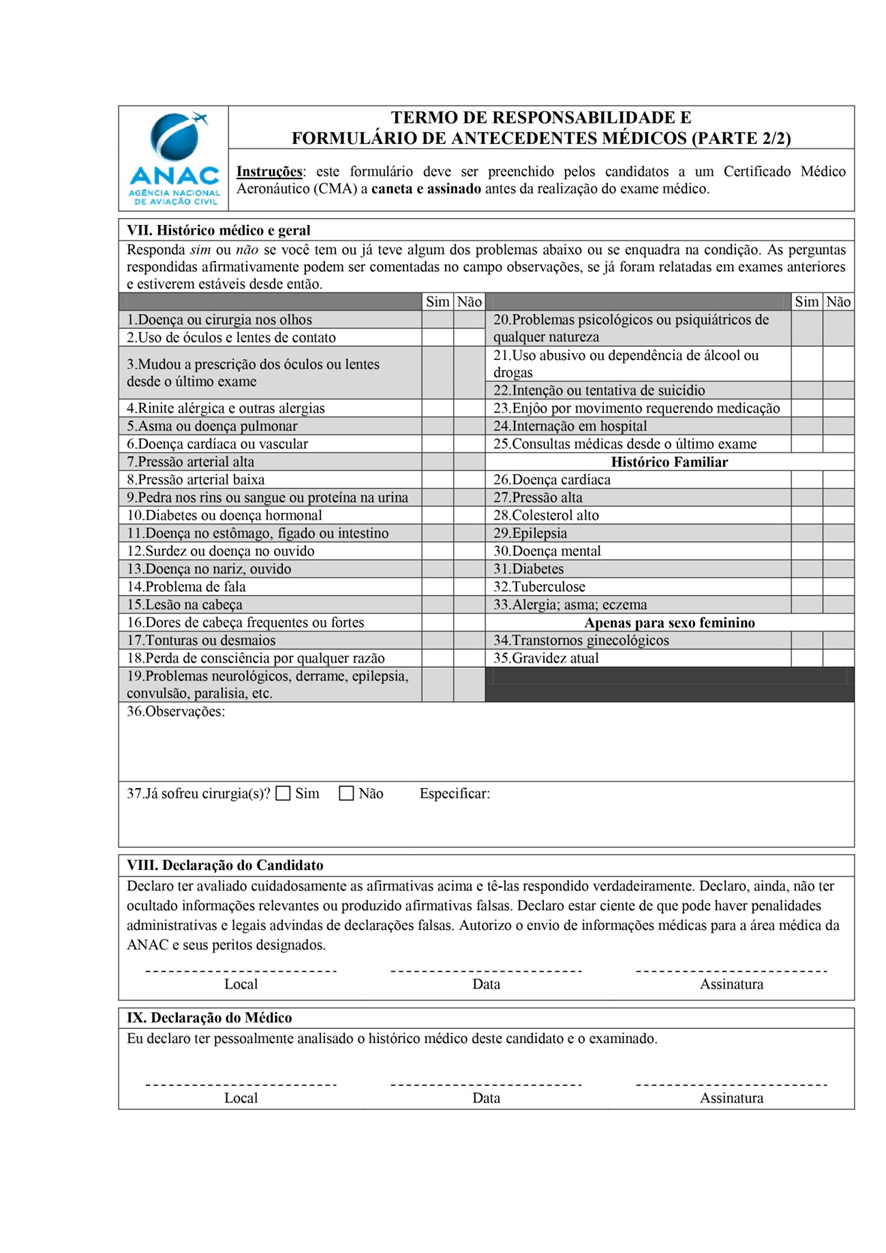 ANAC
AGÊNCIA NACIONAL
DE AVIAÇÃO CIVIL
TERMO DE RESPONSABILIDADE E
FORMULÁRIO DE ANTECEDENTES MÉDICOS (PARTE 2/2)
Instruções: este formulário deve ser preenchido pelos candidatos a um Certificado Médico
Aeronáutico (CMA) a caneta e assinado antes da realização do exame médico.
VII. Histórico médico e geral
Responda sim ou não se você tem ou já teve algum dos problemas abaixo ou se enquadra na condição. As perguntas
respondidas afirmativamente podem ser comentadas no campo observações, se já foram relatadas em exames anteriores
e estiverem estáveis desde então.
Sim Não
1.Doença ou cirurgia nos olhos
2.Uso de óculos e lentes de contato
3.Mudou a prescrição dos óculos ou lentes
desde o último exame
4.Rinite alérgica e outras alergias
5.Asma ou doença pulmonar
6.Doença cardíaca ou vascular
7.Pressão arterial alta
8.Pressão arterial baixa
9.Pedra nos rins ou sangue ou proteína na urina
10.Diabetes ou doença hormonal
11.Doença no estômago, fígado ou intestino
12.Surdez ou doença no ouvido
13.Doença no nariz, ouvido
14.Problema de fala
15.Lesão na cabeça
16.Dores de cabeça frequentes ou fortes
17.Tonturas ou desmaios
18.Perda de consciência por qualquer razão
19.Problemas neurológicos, derrame, epilepsia,
convulsão, paralisia, etc.
Sim Não
20.Problemas psicológicos ou psiquiátricos de
qualquer natureza
21.Uso abusivo ou dependência de álcool ou
drogas
22.Intenção ou tentativa de suicídio
23.Enjôo por movimento requerendo medicação
24.Internação em hospital
25.Consultas médicas desde o último exame
Histórico Familiar
26.Doença cardíaca
27.Pressão alta
28.Colesterol alto
29.Epilepsia
30.Doença mental
31.Diabetes
32.Tuberculose
33.Alergia; asma; eczema
Apenas para sexo feminino
34.Transtornos ginecológicos
35.Gravidez atual
36.Observações:
37.Já sofreu cirurgia(s)? Sim Não Especificar:
VIII. Declaração do Candidato
Declaro ter avaliado cuidadosamente as afirmativas acima e tê-las respondido verdadeiramente. Declaro, ainda, não ter
ocultado informações relevantes ou produzido afirmativas falsas. Declaro estar ciente de que pode haver penalidades
administrativas e legais advindas de declarações falsas. Autorizo o envio de informações médicas para a área médica da
ANAC e seus peritos designados.
Local Data Assinatura
IX. Declaração do Médico
Eu declaro ter pessoalmente analisado o histórico médico deste candidato e o examinado.
Local Data Assinatura